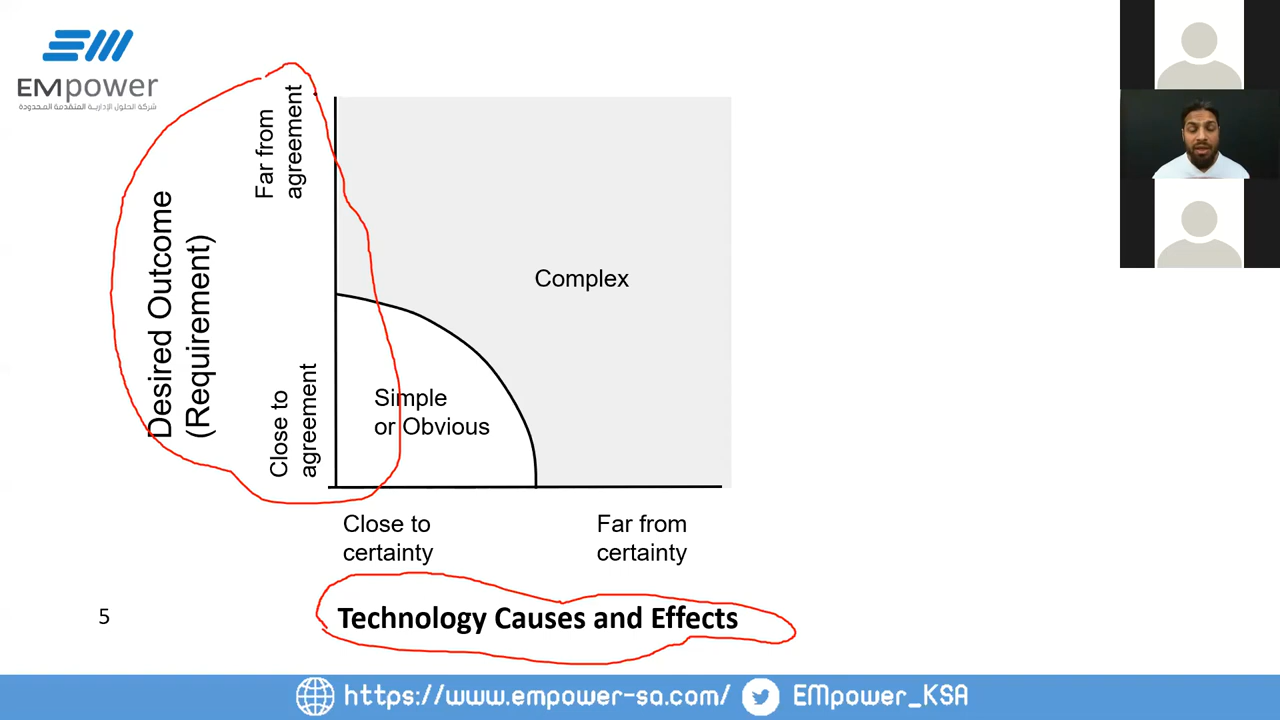 EMpower
شركة الحلول الإدارية المتقدمة المحدودة
Far from
agreement
Desired Outcome
(Requirement)
Close to
agreement
Complex
Simple
or Obvious
Close to
certainty
Far from
certainty
Technology Causes and Effects
5
https://www.empower-sa.com/
EMpower_KSA